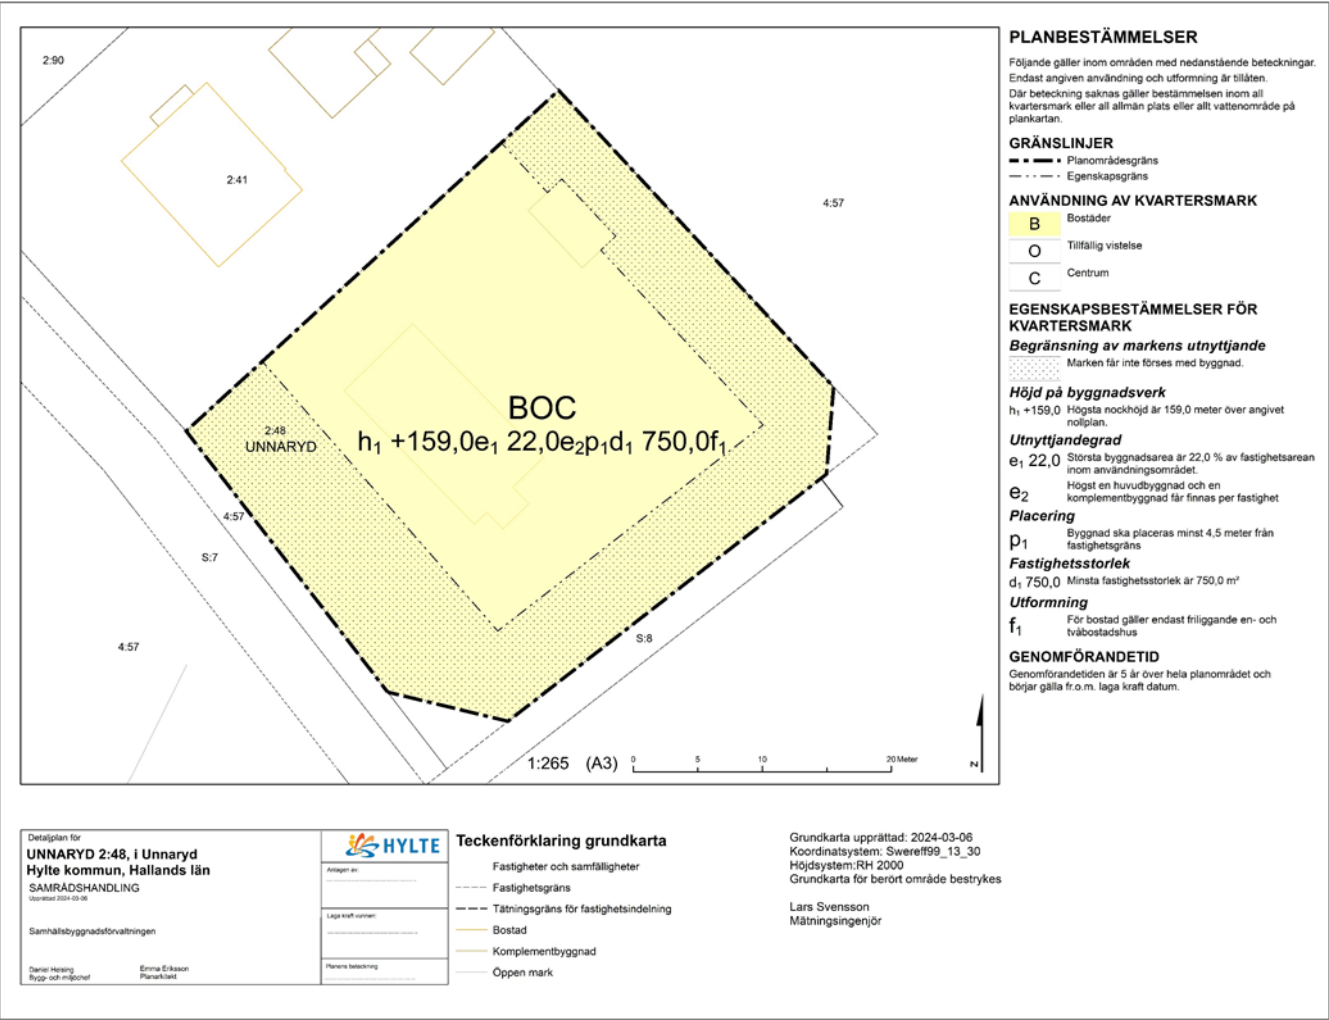 2:90
2:41
4:57
BOC
h₁ +159,0e₁ 22,0e₂p₁d₁ 750,0f₁
2:48
UNNARYD
4:57
S:7
4:57
S:8
1:265 (A3)
0 5 10 20 Meter
N
PLANBESTÄMMELSER
Följande gäller inom områden med nedanstående beteckningar.
Endast angiven användning och utformning är tillåten.
Där beteckning saknas gäller bestämmelsen inom all
kvartersmark eller all allmän plats eller allt vattenområde på
plankartan.
GRÄNSLINJER
Planområdesgräns
Egenskapsgräns
ANVÄNDNING AV KVARTERSMARK
B Bostäder
O Tillfällig vistelse
C Centrum
EGENSKAPSBESTÄMMELSER FÖR
KVARTERSMARK
Begränsning av markens utnyttjande
Marken får inte förses med byggnad.
Höjd på byggnadsverk
h₁ +159,0 Högsta nockhöjd är 159,0 meter över angivet
nollplan.
Utnyttjandegrad
e₁ 22,0 Största byggnadsarea är 22,0 % av fastighetsarean
inom användningsområdet.
e₂ Högst en huvudbyggnad och en
komplementbyggnad får finnas per fastighet
Placering
p₁ Byggnad ska placeras minst 4,5 meter från
fastighetsgräns
Fastighetsstorlek
d₁ 750,0 Minsta fastighetsstorlek är 750,0 m²
Utformning
f₁ För bostad gäller endast friliggande en- och
tvåbostadshus
GENOMFÖRANDETID
Genomförandetiden är 5 år över hela planområdet och
börjar gälla fr.o.m. laga kraft datum.
Detaljplan för
UNNARYD 2:48, i Unnaryd
Hylte kommun, Hallands län
SAMRÅDSHANDLING
Upprättad 2024-03-06
Samhällsbyggnadsförvaltningen
Daniel Heising
Bygg- och miljöchef
Emma Eriksson
Planarkitekt
HYLTE
Antagen av:
Laga kraft vunnen:
Planens beteckning
Teckenförklaring grundkarta
Fastigheter och samfälligheter
Fastighetsgräns
Tätningsgräns för fastighetsindelning
Bostad
Komplementbyggnad
Öppen mark
Grundkarta upprättad: 2024-03-06
Koordinatsystem: Swereff99_13_30
Höjdsystem:RH 2000
Grundkarta för berört område bestrykes
Lars Svensson
Mätningsingenjör